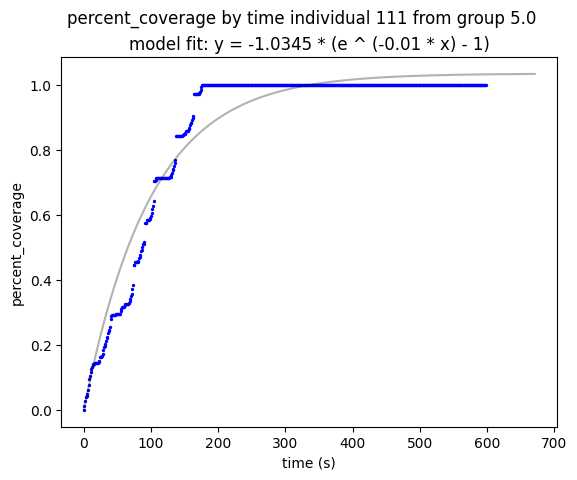 percent_coverage by time individual 111 from group 5.0
model fit: y = -1.0345 * (e ^ (-0.01 * x) - 1)
1.0
0.8
0.6
0.4
0.2
0.0
percent_coverage
0 100 200 300 400 500 600 700
time (s)